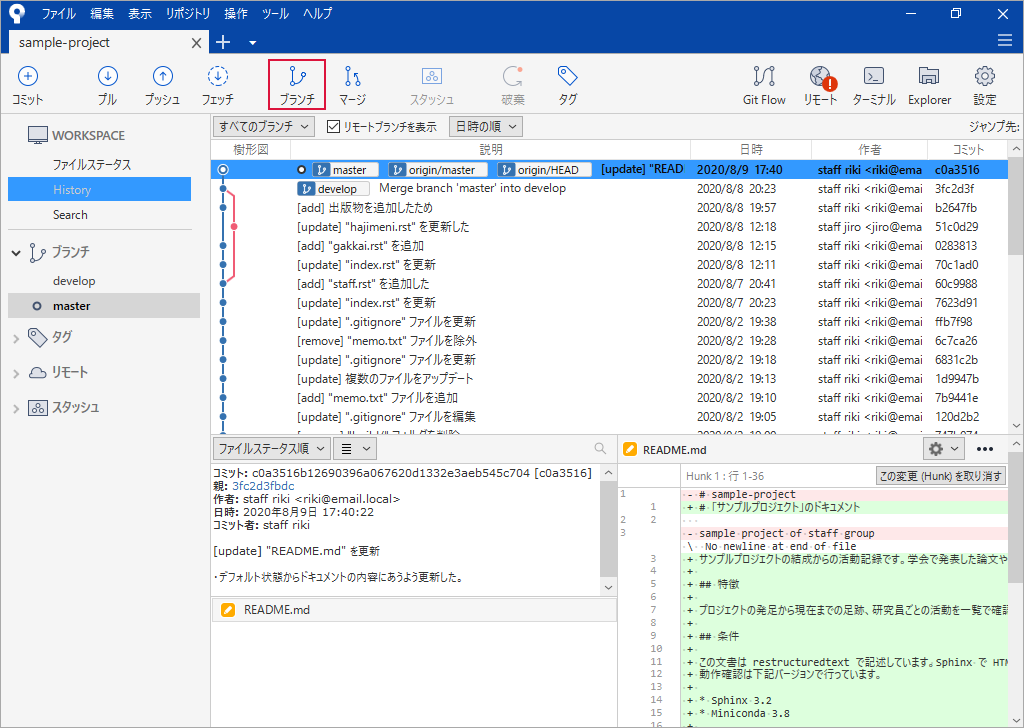 ファイル 編集 表示 リポジトリ 操作 ツール ヘルプ
sample-project
コミット プル プッシュ フェッチ ブランチ マージ スタッシュ 破棄 タグ Git Flow リモート ターミナル Explorer 設定
WORKSPACE
ファイルステータス
History
Search
ブランチ
develop
master
タグ
リモート
スタッシュ
すべてのブランチ リモートブランチを表示 日時の順 ジャンプ先:
樹形図 説明 日時 作者 コミット
master origin/master origin/HEAD [update] "READ 2020/8/9 17:40 staff riki <riki@ema c0a3516
develop Merge branch 'master' into develop 2020/8/8 20:23 staff riki <riki@emai 3fc2d3f
[add] 出版物を追加したため 2020/8/8 19:57 staff riki <riki@emai b2647fb
[update] "hajimeni.rst" を更新した 2020/8/8 12:18 staff jiro <jiro@ema 51c0d29
[add] "gakkai.rst" を追加 2020/8/8 12:15 staff riki <riki@emai 0283813
[update] "index.rst" を更新 2020/8/8 12:11 staff riki <riki@emai 70c1ad0
[add] "staff.rst" を追加した 2020/8/7 20:41 staff riki <riki@emai 60c9988
[update] "index.rst" を更新 2020/8/7 20:23 staff riki <riki@emai 7623d91
[update] ".gitignore" ファイルを更新 2020/8/2 19:38 staff riki <riki@emai ffb7f98
[remove] "memo.txt" ファイルを除外 2020/8/2 19:28 staff riki <riki@emai 6c7ca26
[update] ".gitignore" ファイルを更新 2020/8/2 19:18 staff riki <riki@emai 6831c2b
[update] 複数のファイルをアップデート 2020/8/2 19:13 staff riki <riki@emai 1d9947b
[add] "memo.txt" ファイルを追加 2020/8/2 19:10 staff riki <riki@emai 7b9441e
[update] ".gitignore" ファイルを編集 2020/8/2 19:05 staff riki <riki@emai 120d2b2
ファイルステータス順
コミット: c0a3516b12690396a067620d1332e3aeb545c704 [c0a3516]
親: 3fc2d3fbdc
作者: staff riki <riki@email.local>
日時: 2020年8月9日 17:40:22
コミット者: staff riki
[update] "README.md" を更新
・デフォルト状態からドキュメントの内容にあうよう更新した。
README.md
README.md
Hunk 1 : 行 1-36 この変更 (Hunk) を取り消す
1 - # sample-project
1 + # 「サンプルプロジェクト」のドキュメント
2 2
3 - sample project of staff group
\ No newline at end of file
3 + サンプルプロジェクトの結成からの活動記録です。学会で発表した論文や
4 +
5 + ## 特徴
6 +
7 + プロジェクトの発足から現在までの足跡、研究員ごとの活動を一覧で確認
8 +
9 + ## 条件
10 +
11 + この文書は restructuredtext で記述しています。Sphinx で HTM
12 + 動作確認は下記バージョンで行っています。
13 +
14 + * Sphinx 3.2
15 + * Miniconda 3.8
16 +